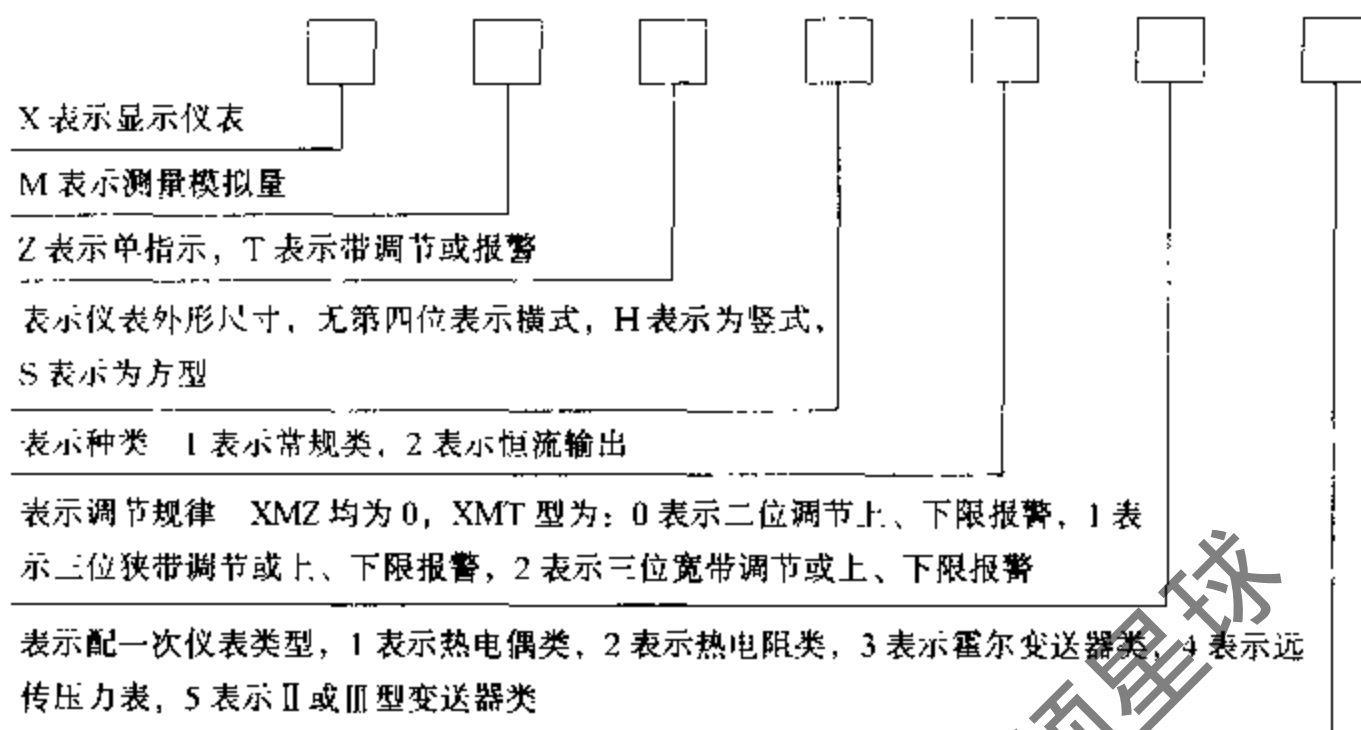 X 表示显示仪表
M 表示测量模拟量
Z 表示单指示，T 表示带调节或报警
表示仪表外形尺寸，无第四位表示横式，H 表示为竖式，
S 表示为方型
表示种类　1 表示常规类，2 表示恒流输出
表示调节规律　XMZ 均为 0，XMT 型为：0 表示二位调节上、下限报警，1 表
示三位狭带调节或上、下限报警，2 表示三位宽带调节或上、下限报警
表示配一次仪表类型，1 表示热电偶类，2 表示热电阻类，3 表示霍尔变送器类，4 表示远
传压力表，5 表示Ⅱ或Ⅲ型变送器类
星球